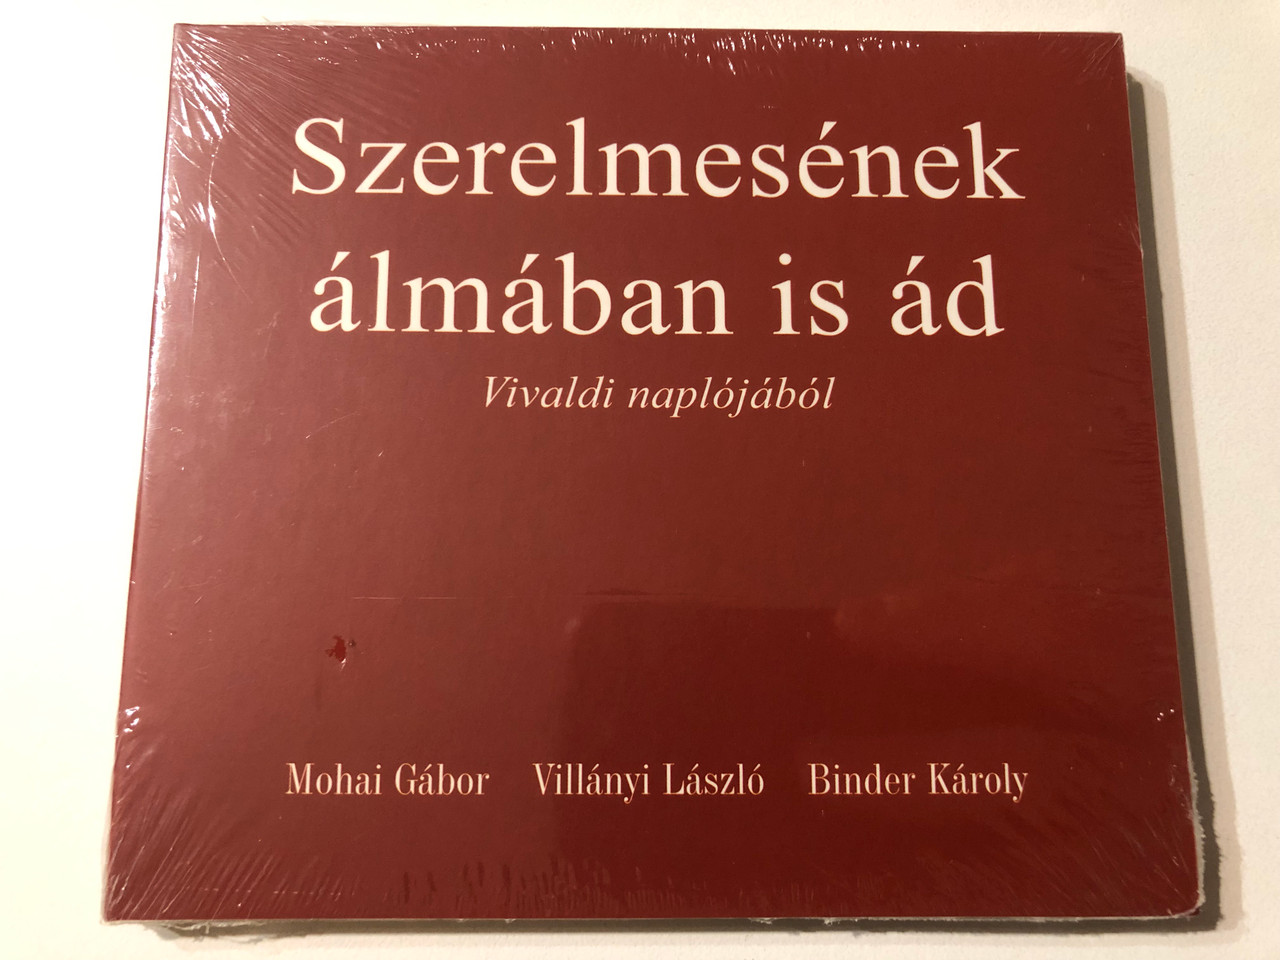 Szerelmesének
álmában is ád
Vivaldi naplójából
Mohai Gábor Villányi László Binder Károly